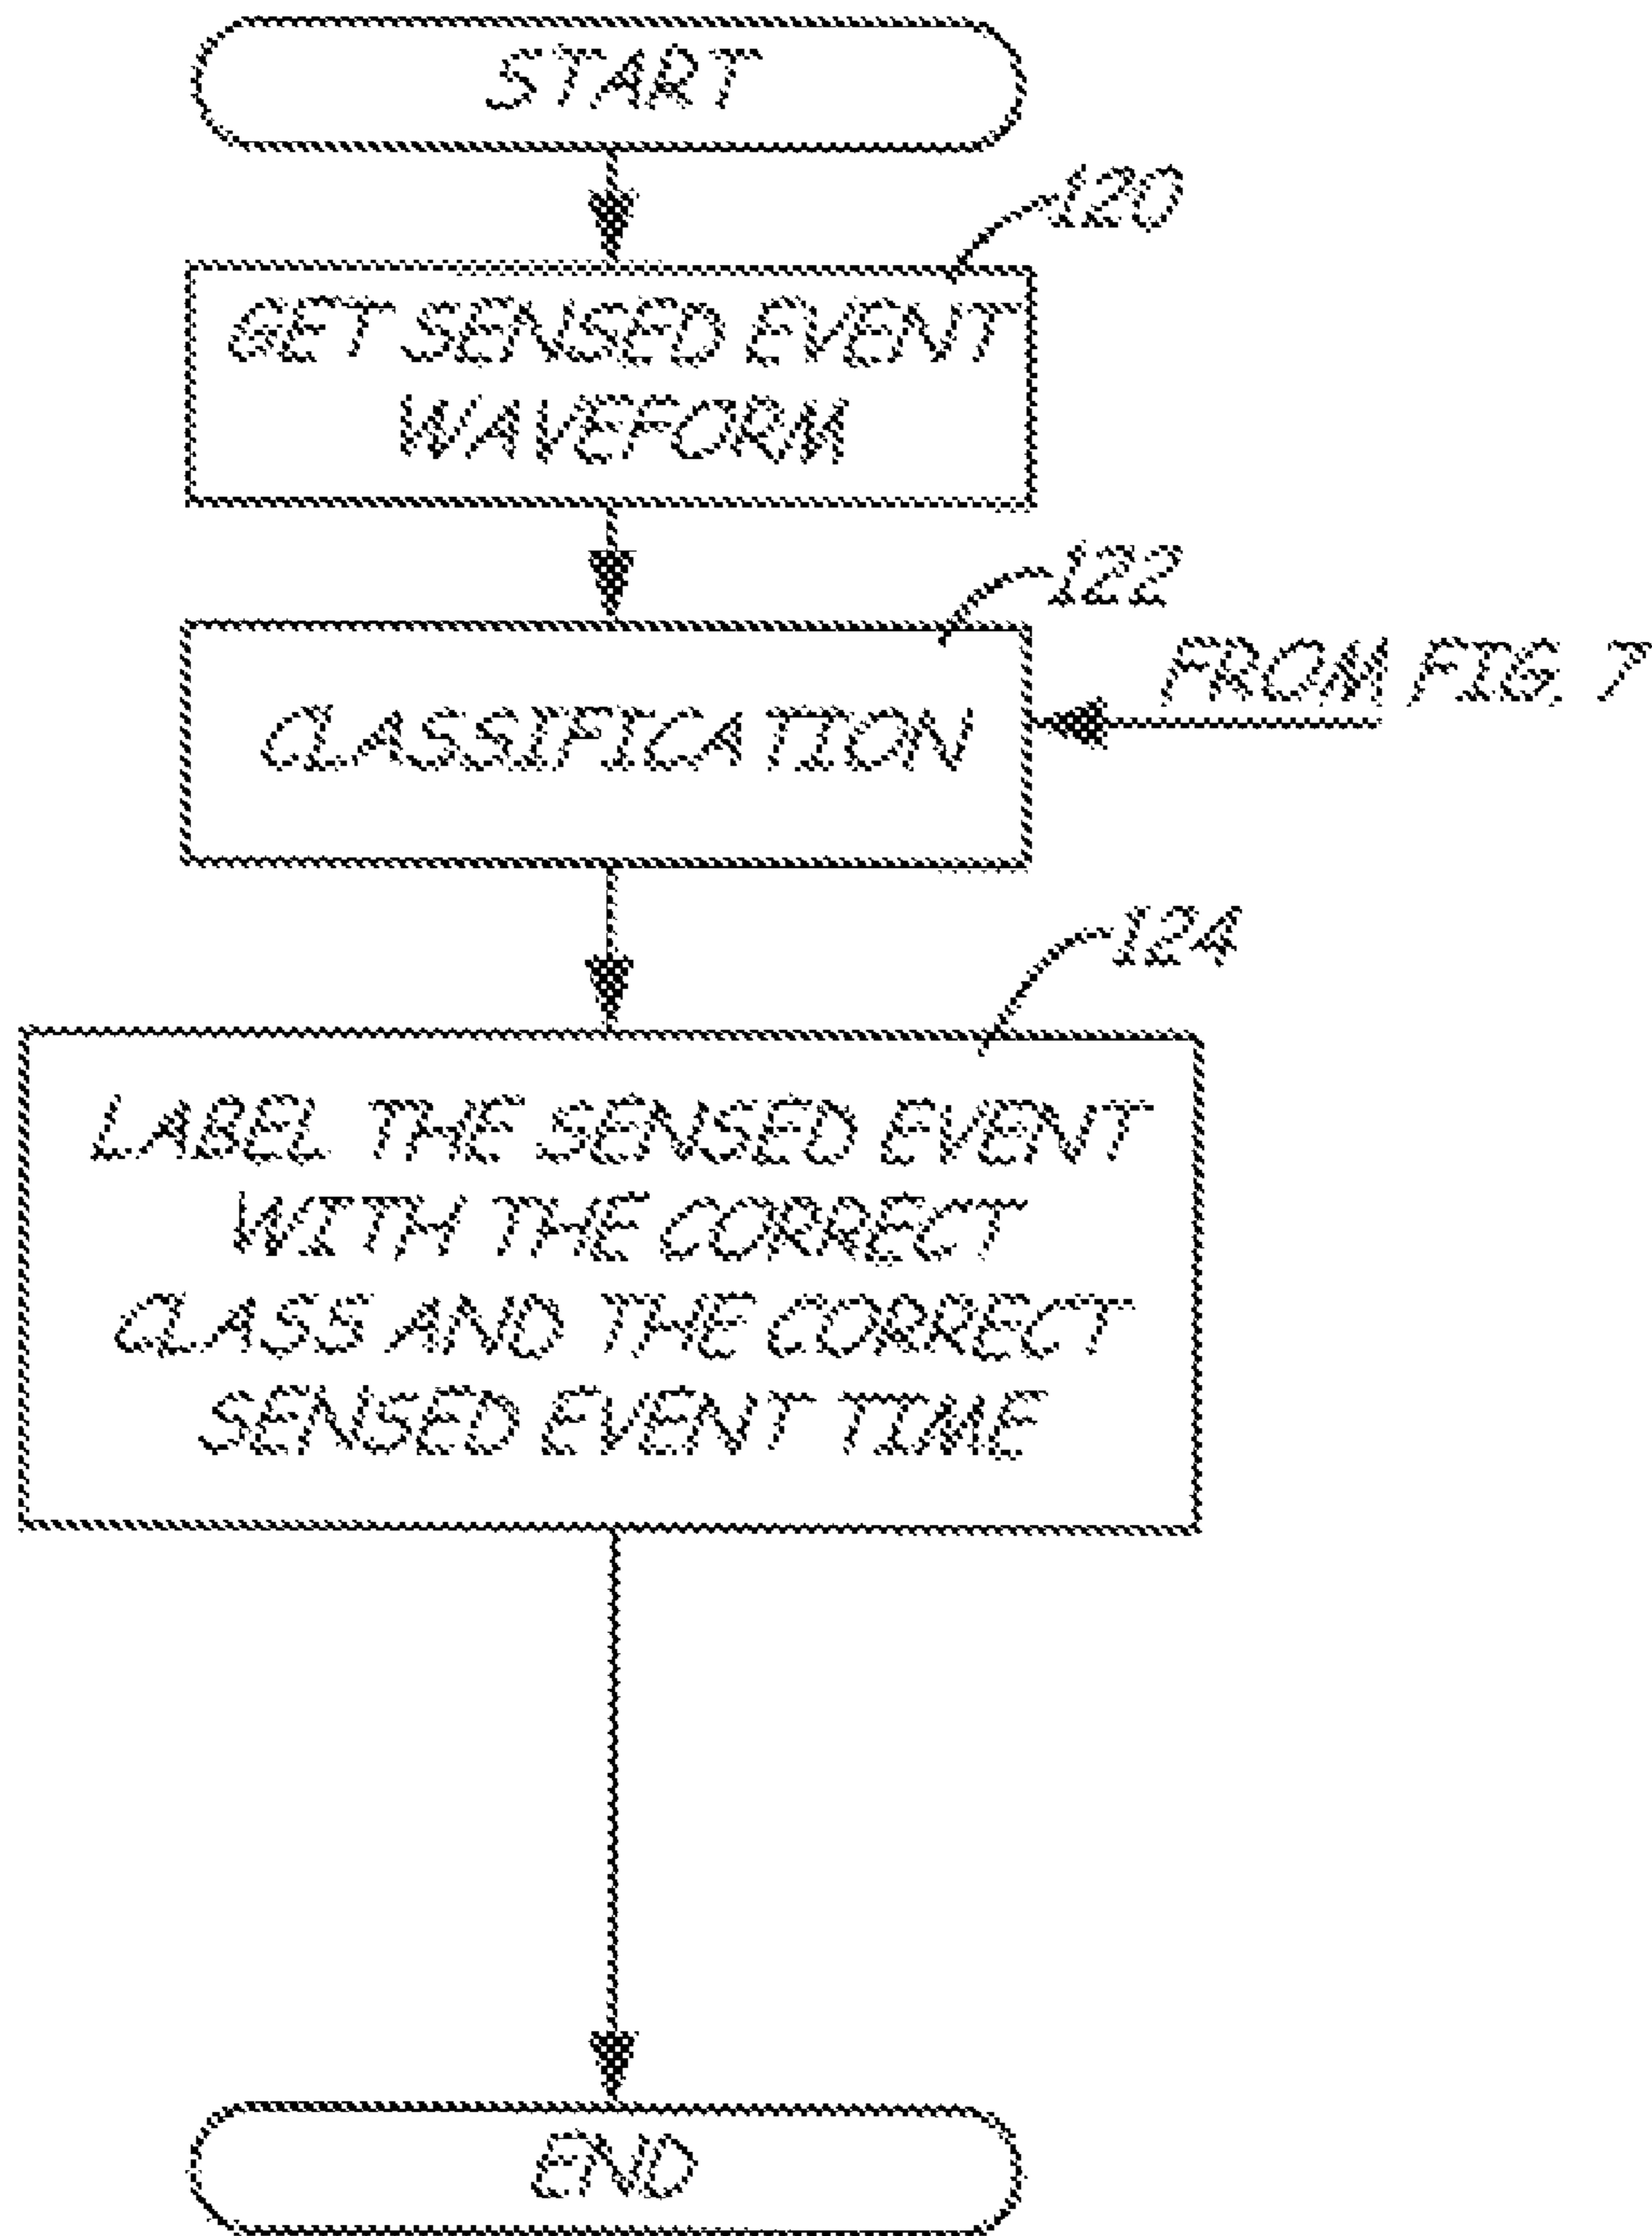 START
120
GET SENSED EVENT
WAVEFORM
122
FROM FIG. 7
CLASSIFICATION
124
LABEL THE SENSED EVENT
WITH THE CORRECT
CLASS AND THE CORRECT
SENSED EVENT TIME
END